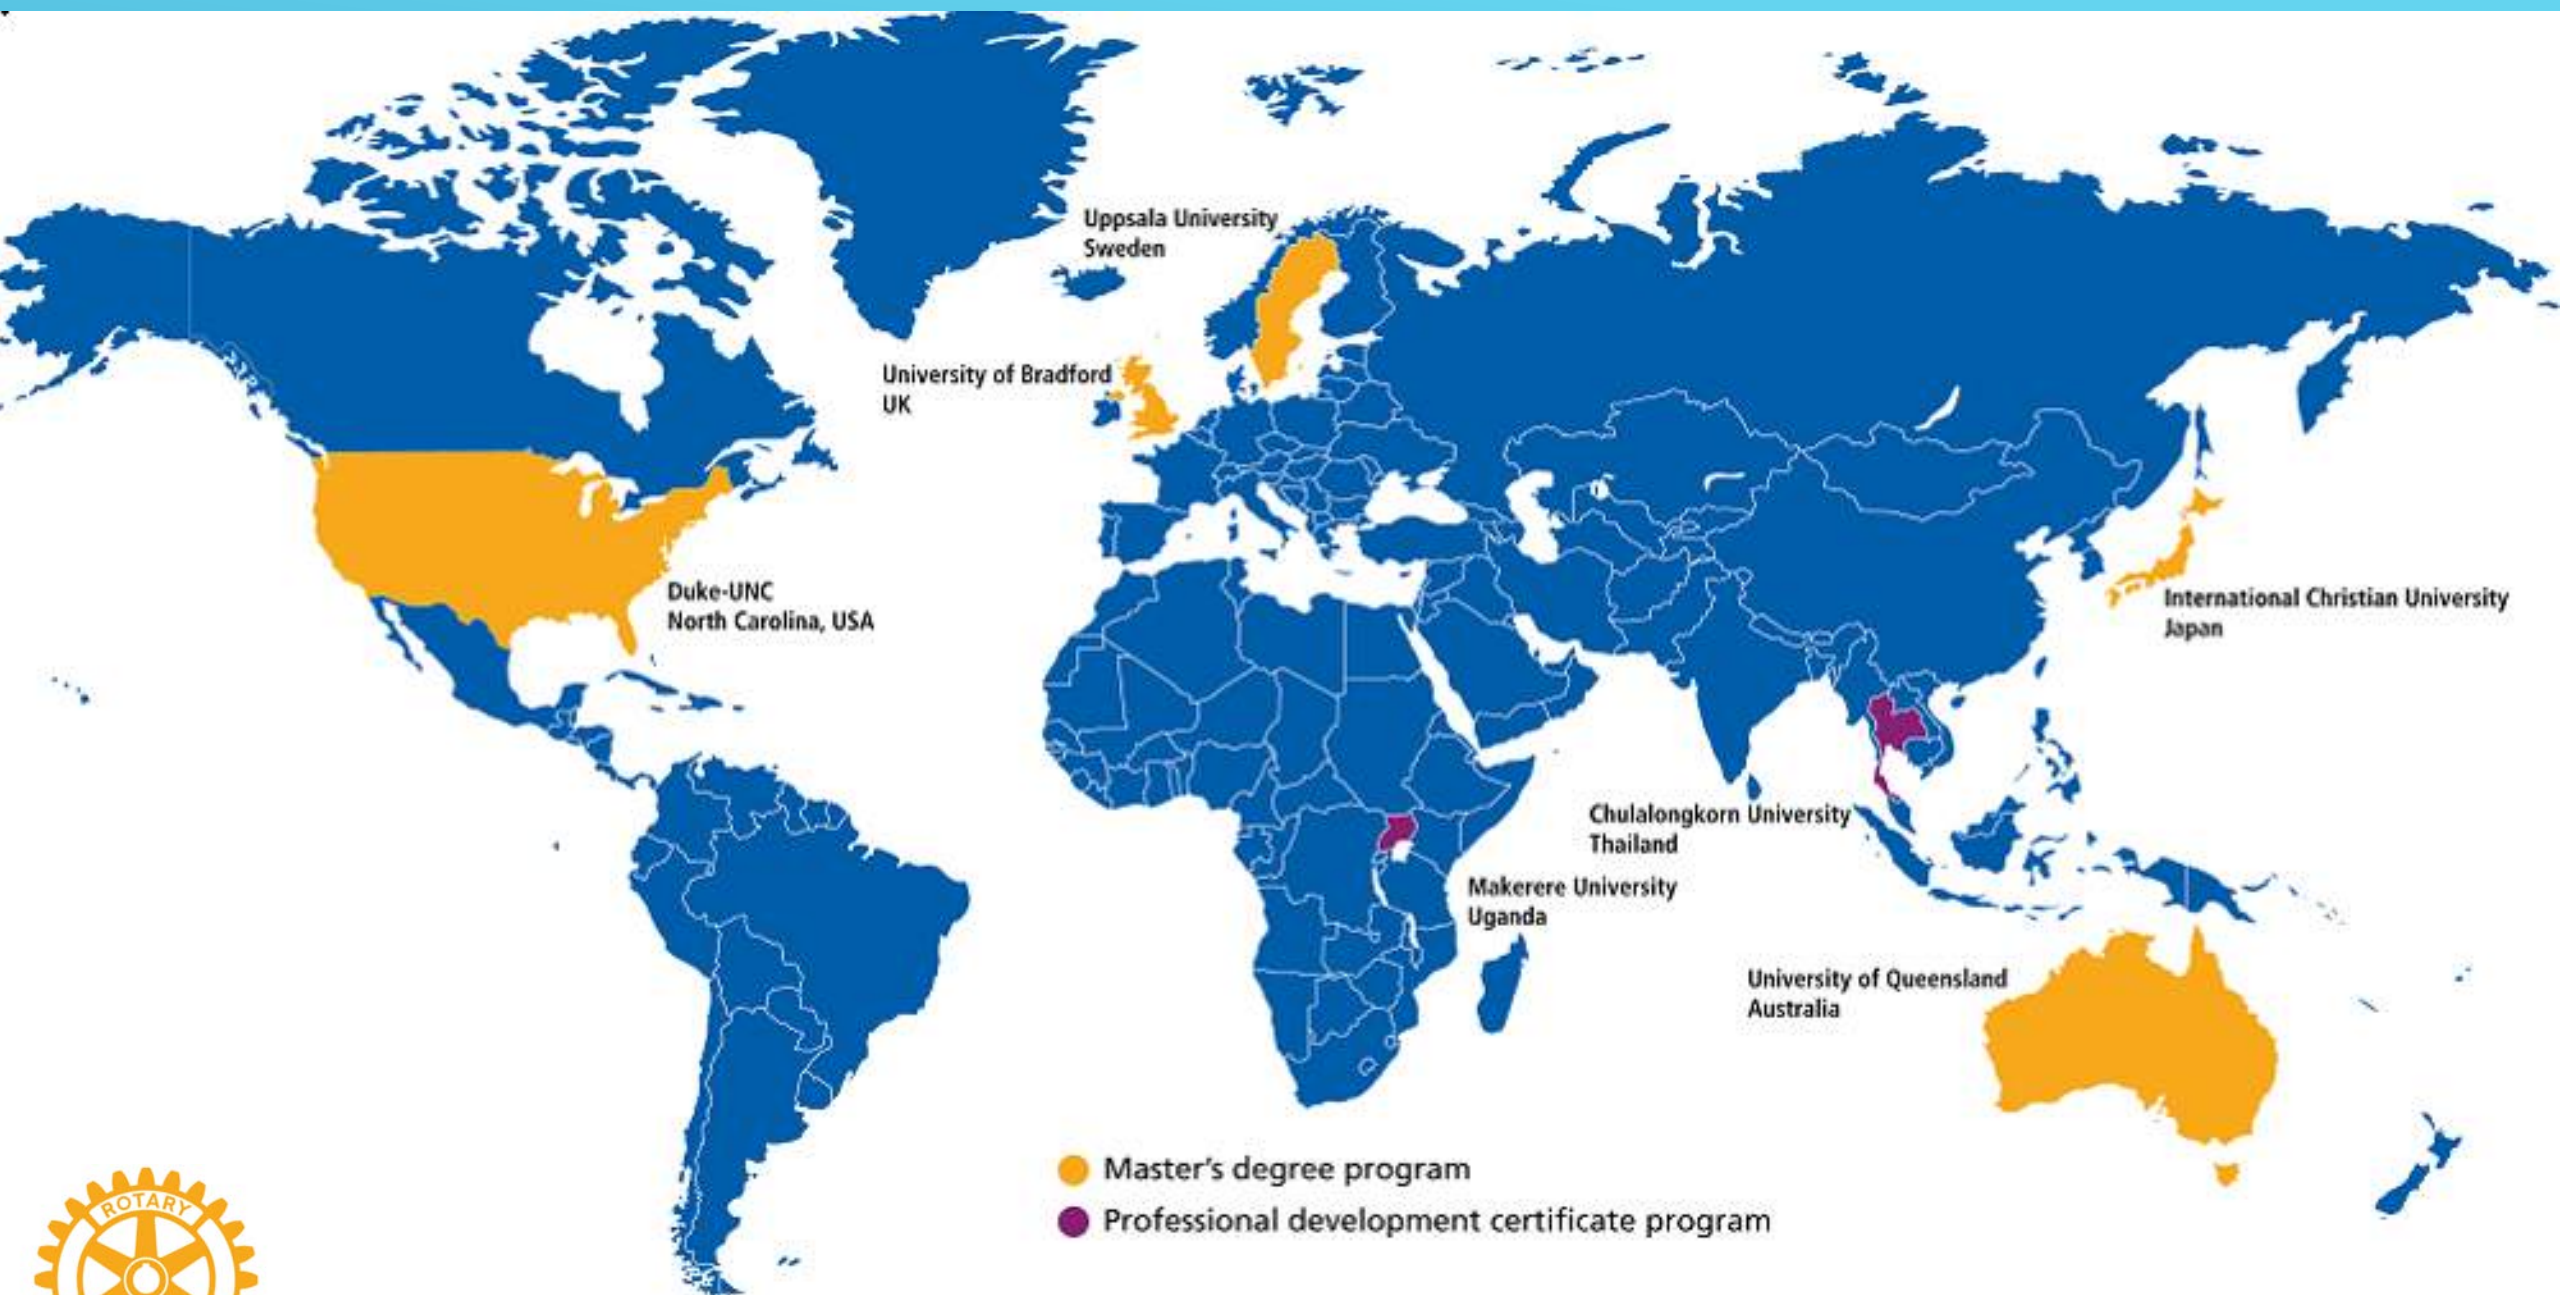 Uppsala University
Sweden
University of Bradford
UK
Duke-UNC
North Carolina, USA
International Christian University
Japan
Chulalongkorn University
Thailand
Makerere University
Uganda
University of Queensland
Australia
Master's degree program
Professional development certificate program
ROTARY